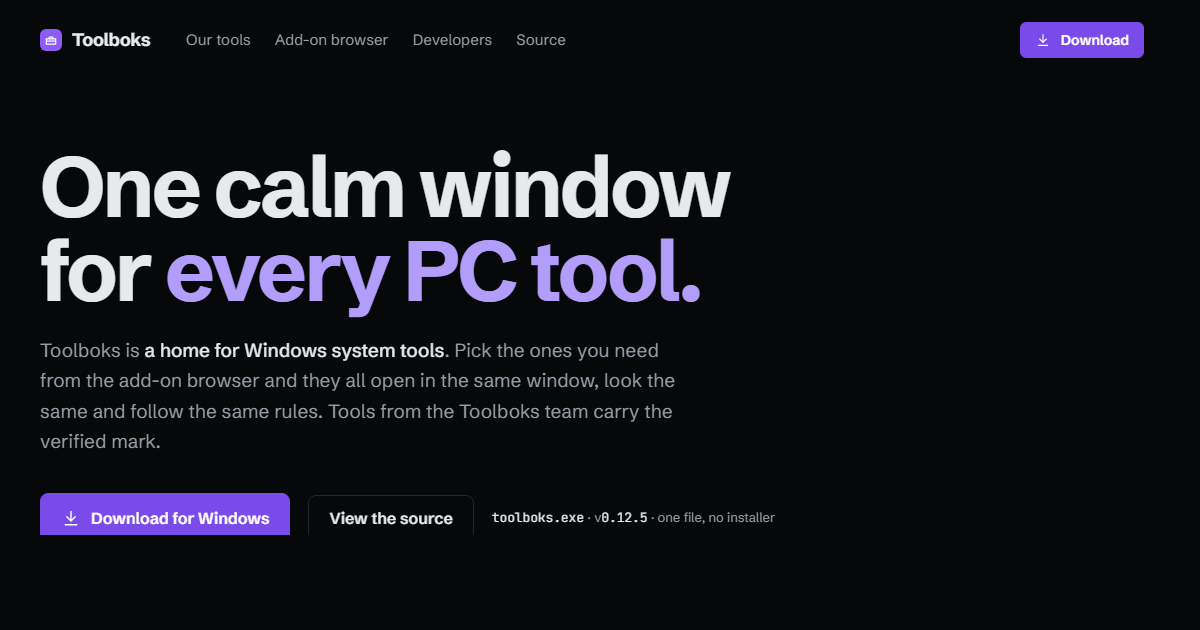 Toolboks
Our tools
Add-on browser
Developers
Source
Download
One calm window
for every PC tool.
Toolboks is a home for Windows system tools. Pick the ones you need
from the add-on browser and they all open in the same window, look the
same and follow the same rules. Tools from the Toolboks team carry the
verified mark.
Download for Windows
View the source
toolboks.exe · v0.12.5 · one file, no installer